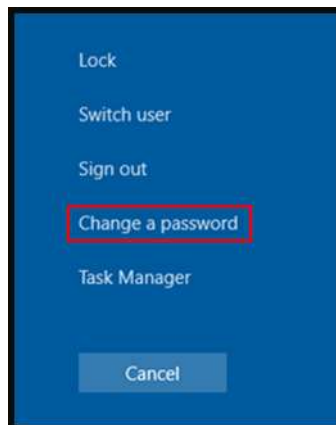 Lock
Switch user
Sign out
Change a password
Task Manager
Cancel